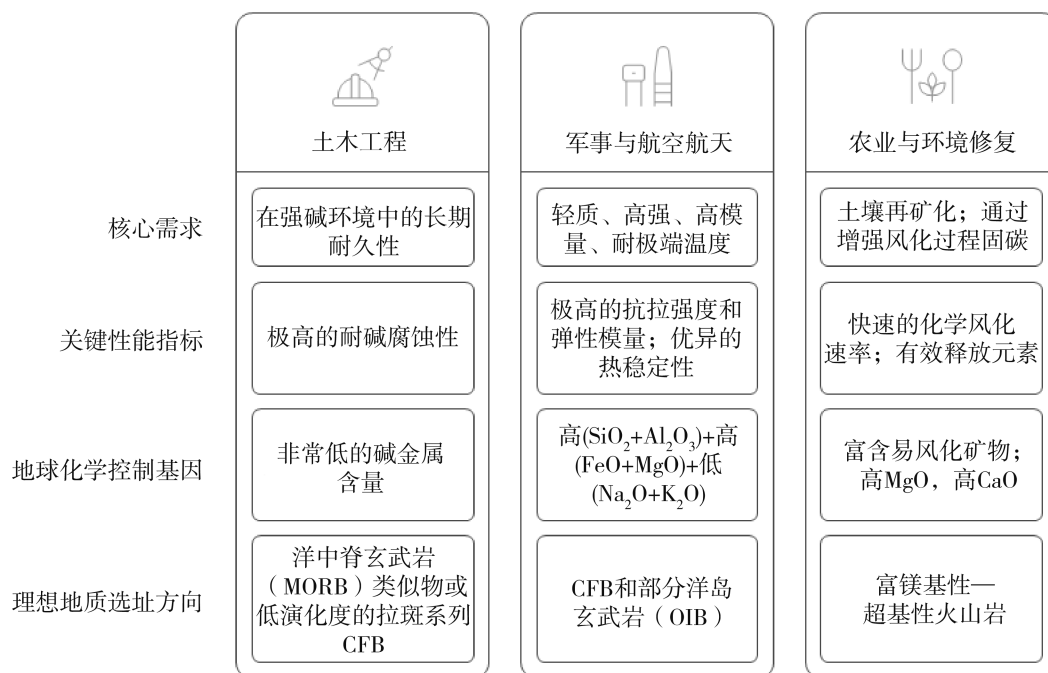 土木工程
军事与航空航天
农业与环境修复
核心需求
在强碱环境中的长期
耐久性
轻质、高强、高模
量、耐极端温度
土壤再矿化；通过
增强风化过程固碳
关键性能指标
极高的耐碱腐蚀性
极高的抗拉强度和
弹性模量；优异的
热稳定性
快速的化学风化
速率；有效释放元素
地球化学控制基因
非常低的碱金属
含量
高(SiO₂+Al₂O₃)+高
(FeO+MgO)+低
(Na₂O+K₂O)
富含易风化矿物；
高MgO，高CaO
理想地质选址方向
洋中脊玄武岩
（MORB）类似物或
低演化度的拉斑系列
CFB
CFB和部分洋岛
玄武岩（OIB）
富镁基性—
超基性火山岩